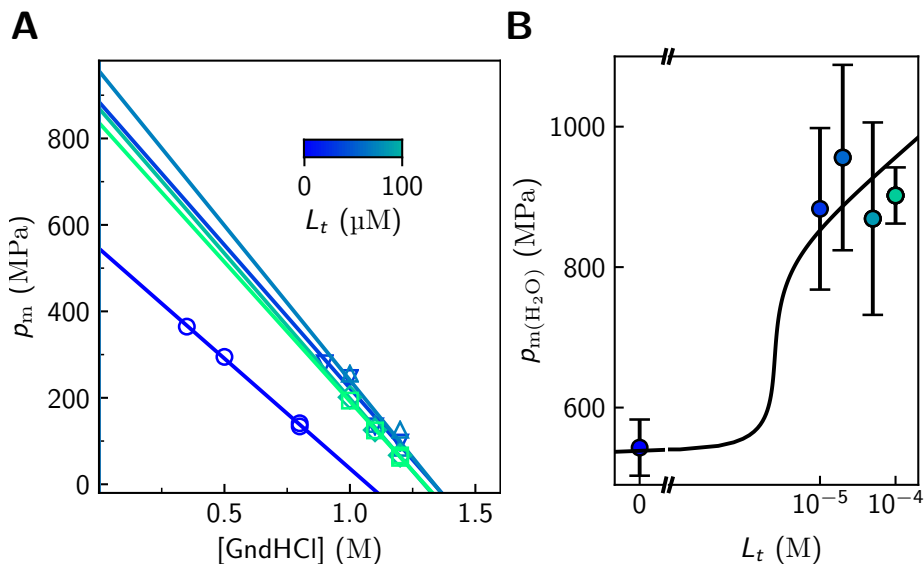 A
800
600
400
200
0
p_m (MPa)
0.5
1.0
1.5
[GndHCl] (M)
0
100
L_t (µM)
B
1000
800
600
p_m(H₂O) (MPa)
0
10⁻⁵
10⁻⁴
L_t (M)